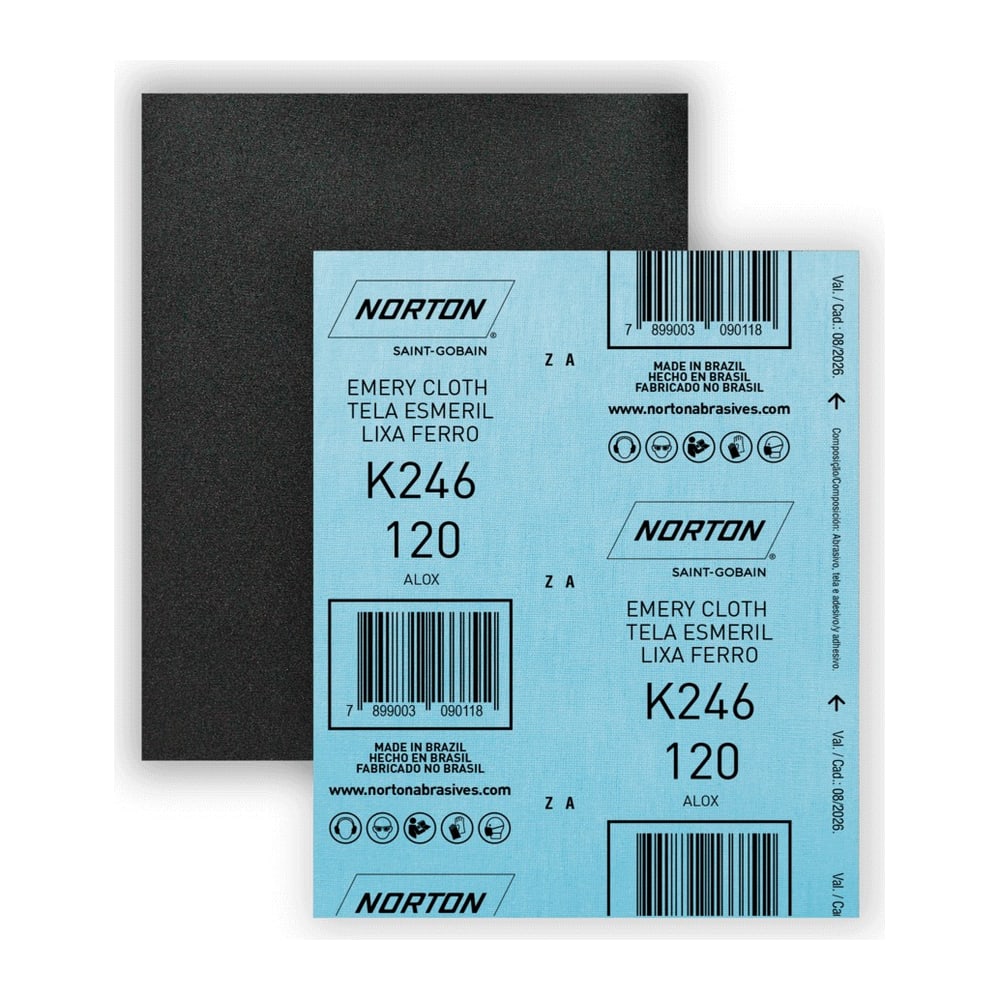 NORTON
®
SAINT-GOBAIN
EMERY CLOTH
TELA ESMERIL
LIXA FERRO
K246
120
ALOX
7 899003 090118
MADE IN BRAZIL
HECHO EN BRASIL
FABRICADO NO BRASIL
www.nortonabrasives.com
NORTON
Z A
Z A
Z A
7 899003 090118
MADE IN BRAZIL
HECHO EN BRASIL
FABRICADO NO BRASIL
www.nortonabrasives.com
NORTON
®
SAINT-GOBAIN
EMERY CLOTH
TELA ESMERIL
LIXA FERRO
K246
120
ALOX
Val. / Cad.: 08/2026.
Composição/Composición: Abrasivo, tela e adesivo/y adhesivo.
Val. / Cad.: 08/2026.
Val. / Ca